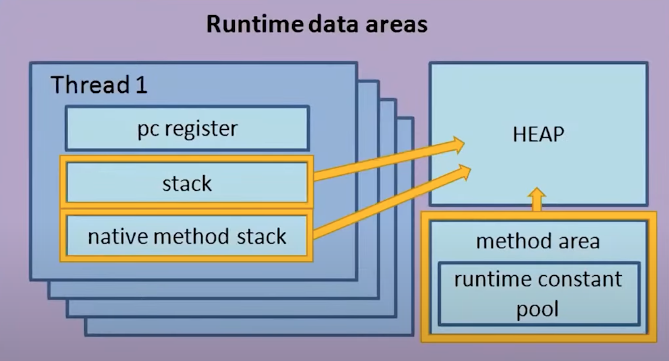 Runtime data areas
Thread 1
pc register
stack
native method stack
HEAP
method area
runtime constant
pool